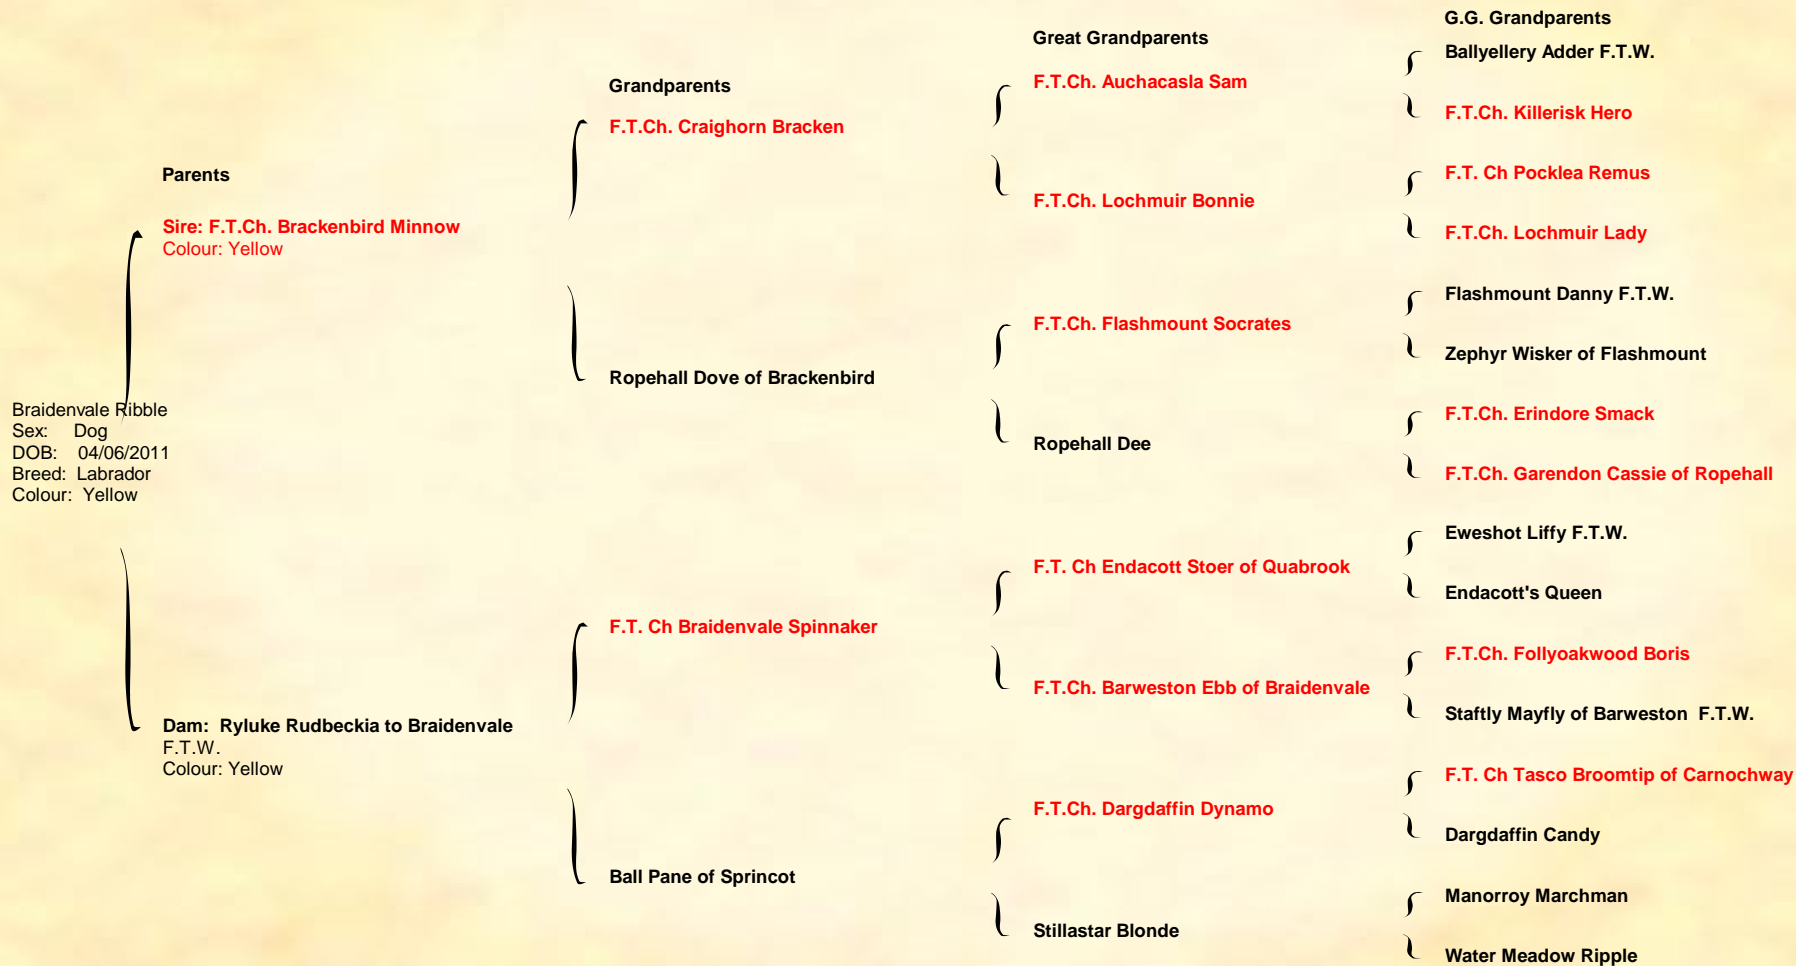 Braidenvale Ribble
Sex: Dog
DOB: 04/06/2011
Breed: Labrador
Colour: Yellow
Parents
Sire: F.T.Ch. Brackenbird Minnow
Colour: Yellow
Dam: Ryluke Rudbeckia to Braidenvale
F.T.W.
Colour: Yellow
Grandparents
F.T.Ch. Craighorn Bracken
Ropehall Dove of Brackenbird
F.T. Ch Braidenvale Spinnaker
Ball Pane of Sprincot
Great Grandparents
F.T.Ch. Auchacasla Sam
F.T.Ch. Lochmuir Bonnie
F.T.Ch. Flashmount Socrates
Ropehall Dee
F.T. Ch Endacott Stoer of Quabrook
F.T.Ch. Barweston Ebb of Braidenvale
F.T.Ch. Dargdaffin Dynamo
Stillastar Blonde
G.G. Grandparents
Ballyellery Adder F.T.W.
F.T.Ch. Killerisk Hero
F.T. Ch Pocklea Remus
F.T.Ch. Lochmuir Lady
Flashmount Danny F.T.W.
Zephyr Wisker of Flashmount
F.T.Ch. Erindore Smack
F.T.Ch. Garendon Cassie of Ropehall
Eweshot Liffy F.T.W.
Endacott's Queen
F.T.Ch. Follyoakwood Boris
Staftly Mayfly of Barweston F.T.W.
F.T. Ch Tasco Broomtip of Carnochway
Dargdaffin Candy
Manorroy Marchman
Water Meadow Ripple